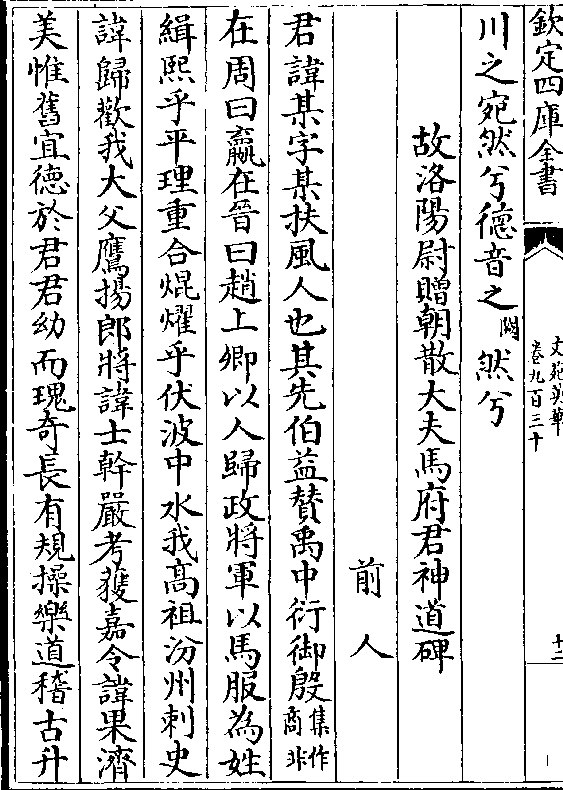 欽定四庫全書
文苑英華
卷九百三十
十二
川之宛然兮德音之闕然兮
故洛陽尉贈朝散大夫馬府君神道碑
前人
君諱某字某扶風人也其先伯益贊禹中衍御殷集作商非
在周曰嬴在晉曰趙上卿以人歸政將軍以馬服為姓
緝熙乎平理重合焜燿乎伏波中水我髙祖汾州刺史
諱歸歡我大父鷹揚郎將諱士幹嚴考獲嘉令諱果濟
美惟舊宜德於君君幼而瑰奇長有規操樂道稽古升